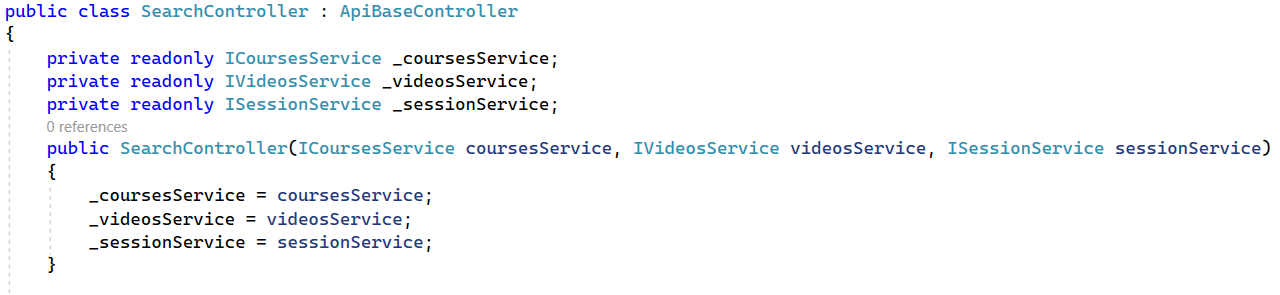 public class SearchController : ApiBaseController
{
private readonly ICoursesService _coursesService;
private readonly IVideosService _videosService;
private readonly ISessionService _sessionService;
0 references
public SearchController(ICoursesService coursesService, IVideosService videosService, ISessionService sessionService)
{
_coursesService = coursesService;
_videosService = videosService;
_sessionService = sessionService;
}